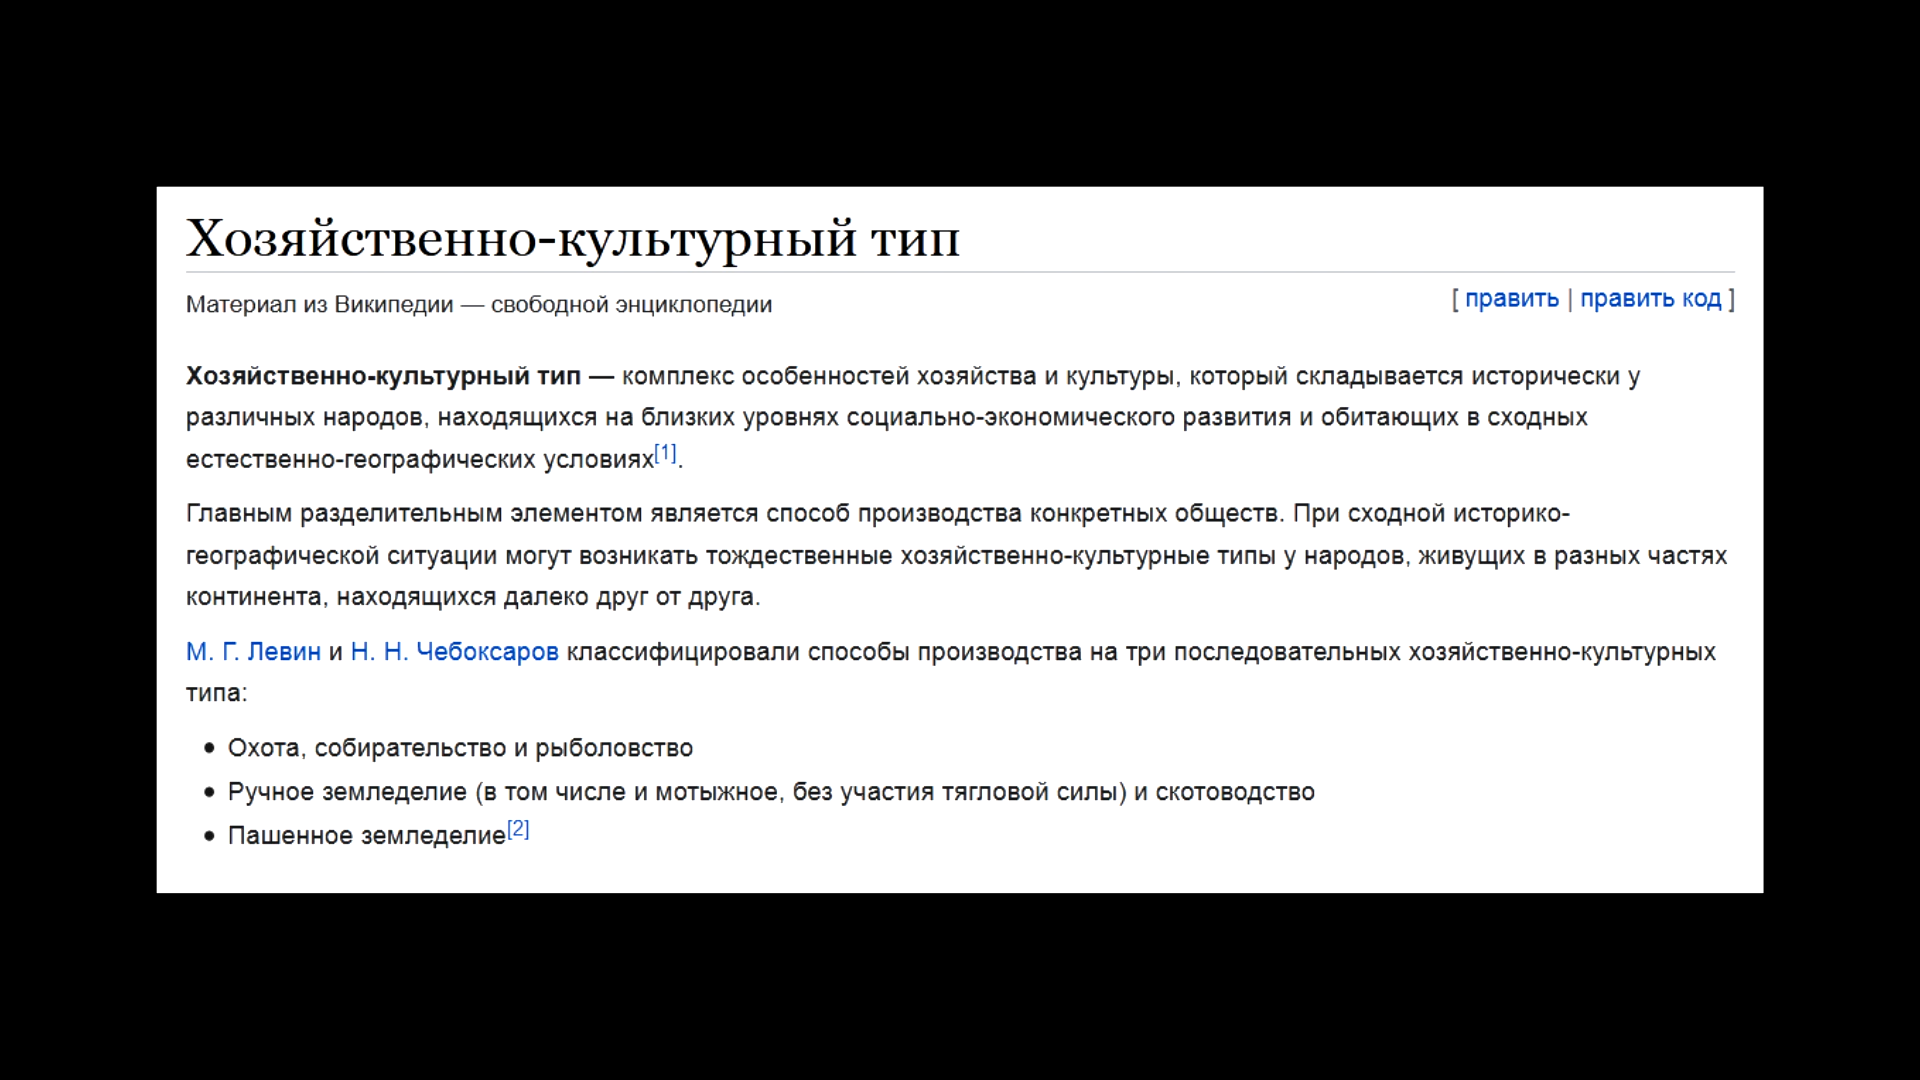 Хозяйственно-культурный тип
Материал из Википедии — свободной энциклопедии
[ править | править код ]
Хозяйственно-культурный тип — комплекс особенностей хозяйства и культуры, который складывается исторически у
различных народов, находящихся на близких уровнях социально-экономического развития и обитающих в сходных
естественно-географических условиях[1].
Главным разделительным элементом является способ производства конкретных обществ. При сходной историко-
географической ситуации могут возникать тождественные хозяйственно-культурные типы у народов, живущих в разных частях
континента, находящихся далеко друг от друга.
М. Г. Левин и Н. Н. Чебоксаров классифицировали способы производства на три последовательных хозяйственно-культурных
типа:
• Охота, собирательство и рыболовство
• Ручное земледелие (в том числе и мотыжное, без участия тягловой силы) и скотоводство
• Пашенное земледелие[2]